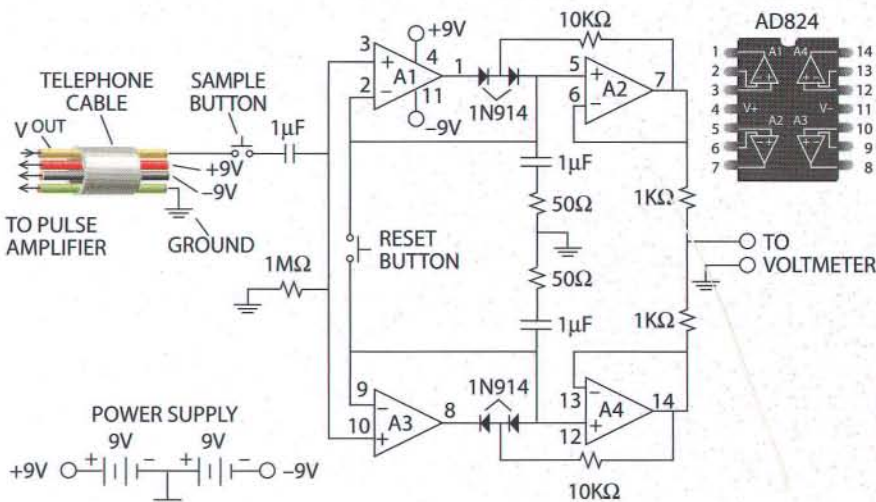 +9V
10KΩ
AD824
3
4
A1
1
5
7
A2
2
11
6
-9V
1N914
1
2
3
4
5
6
7
A1
A4
V+
V-
A2
A3
14
13
12
11
10
9
8
TELEPHONE
CABLE
SAMPLE
BUTTON
1µF
V OUT
+9V
-9V
TO PULSE
AMPLIFIER
GROUND
1µF
50Ω
1KΩ
RESET
BUTTON
1MΩ
50Ω
TO
VOLTMETER
1µF
1KΩ
9
A3
8
10
1N914
13
A4
14
12
10KΩ
POWER SUPPLY
9V
9V
+9V
+
-
+
-
-9V